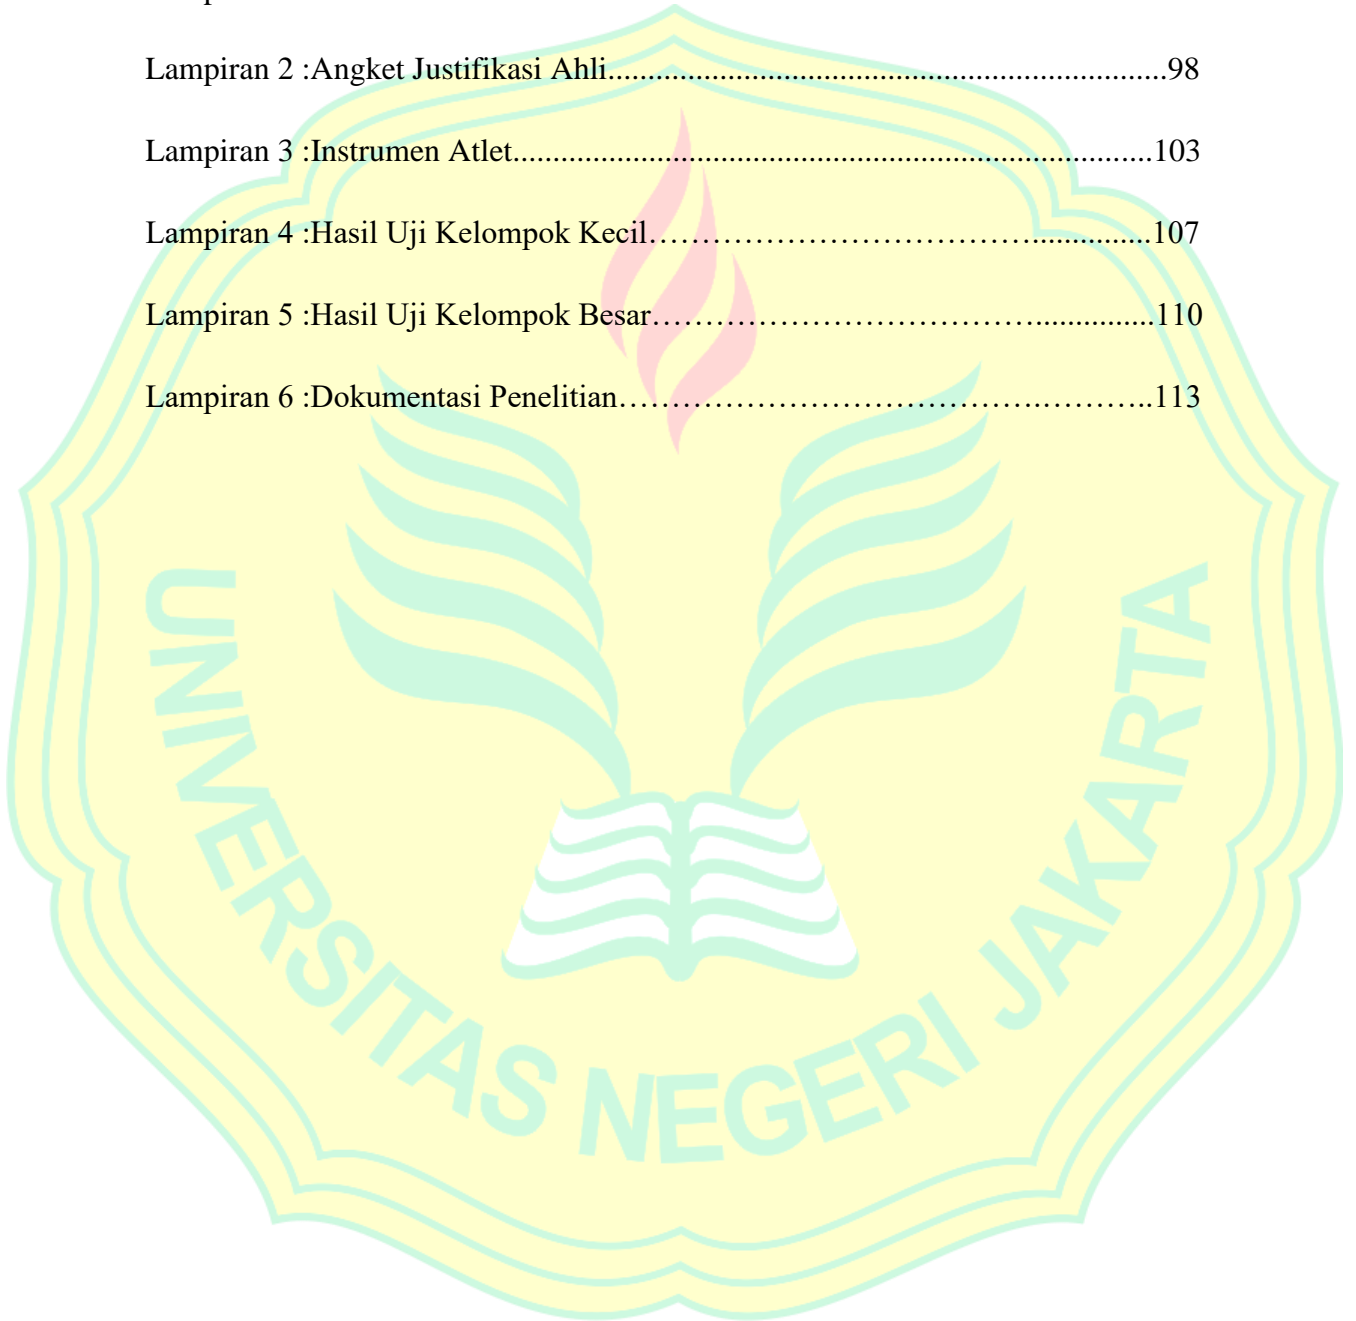 Lampiran 2 :Angket Justifikasi Ahli......................................................................98
Lampiran 3 :Instrumen Atlet................................................................................103
Lampiran 4 :Hasil Uji Kelompok Kecil………………………………...............107
Lampiran 5 :Hasil Uji Kelompok Besar………………………………...............110
Lampiran 6 :Dokumentasi Penelitian………………………………….………..113
UNIVERSITAS NEGERI JAKARTA